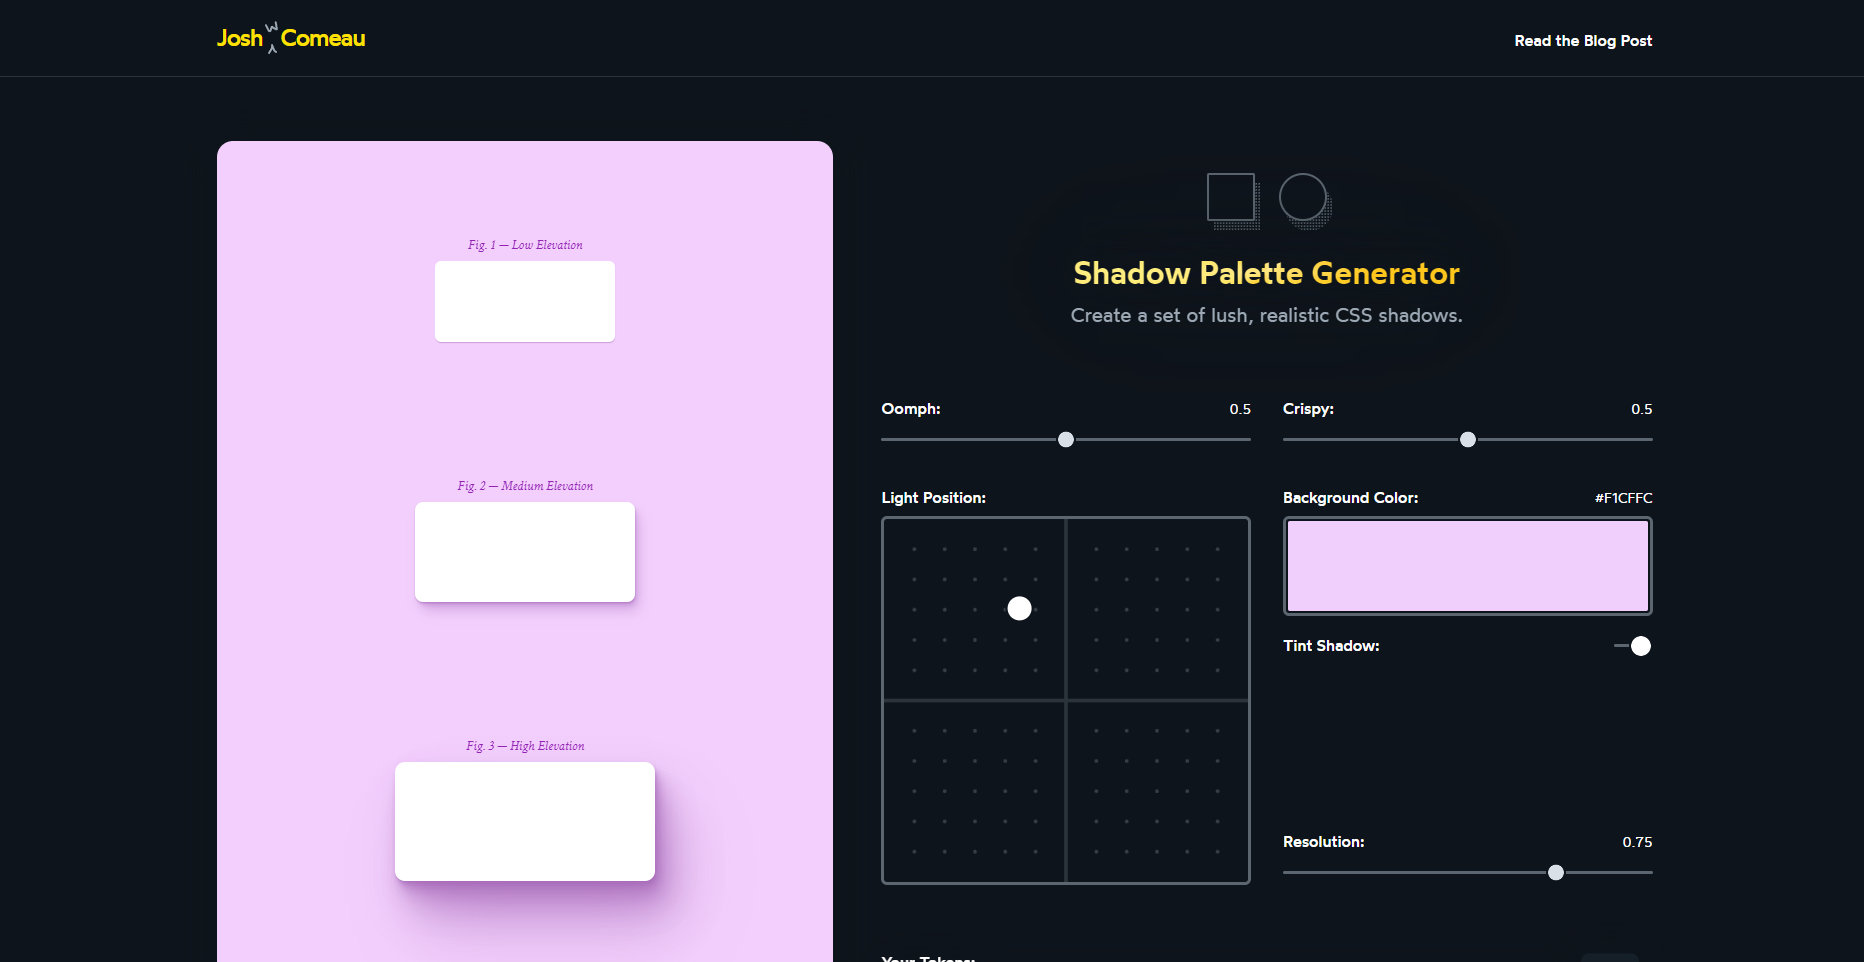 Josh W Comeau
Read the Blog Post
Fig. 1 — Low Elevation
Fig. 2 — Medium Elevation
Fig. 3 — High Elevation
Shadow Palette Generator
Create a set of lush, realistic CSS shadows.
Oomph: 0.5
Crispy: 0.5
Light Position:
Background Color: #F1CFFC
Tint Shadow:
Resolution: 0.75
Your Tokens: